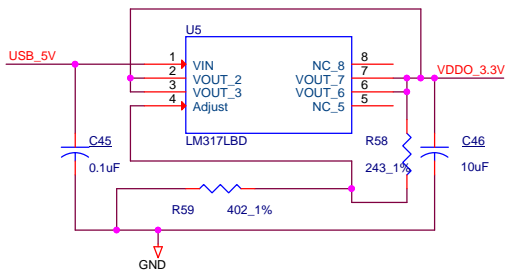 U5
USB_5V
1 VIN NC_8 8
2 VOUT_2 VOUT_7 7 VDDO_3.3V
3 VOUT_3 VOUT_6 6
4 Adjust NC_5 5
LM317LBD
C45
0.1uF
R58
243_1%
C46
10uF
R59 402_1%
GND